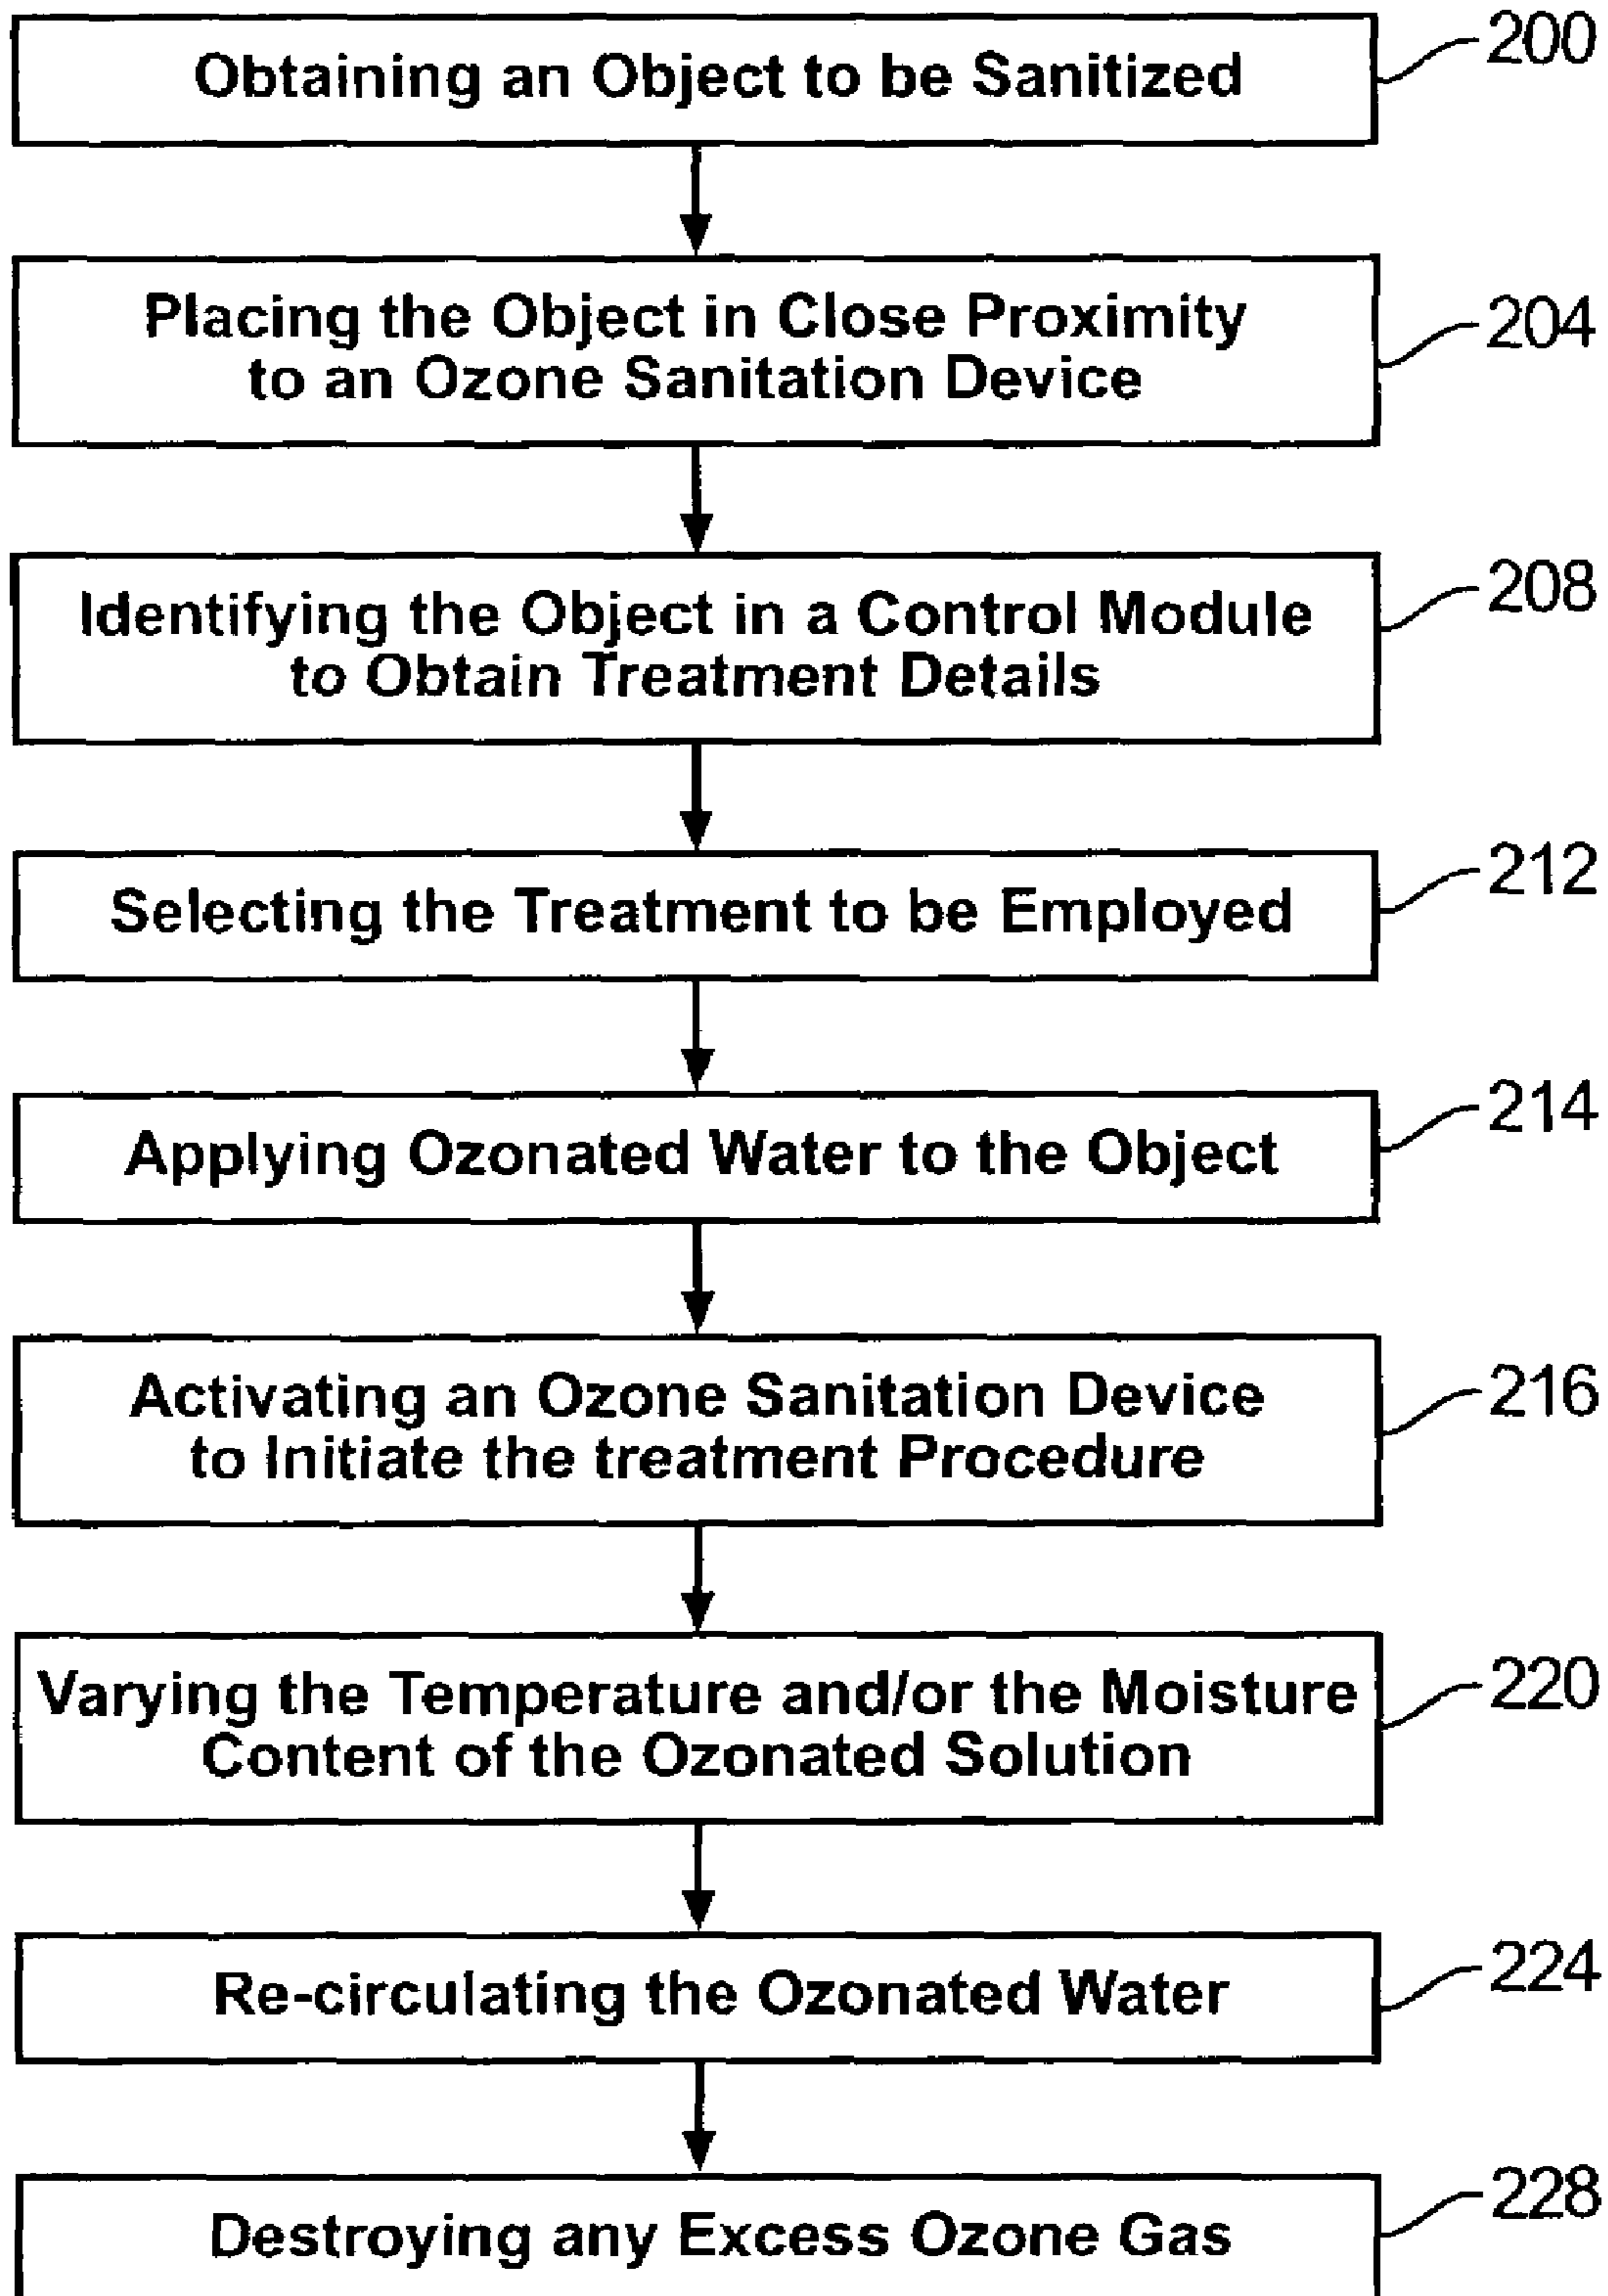 Obtaining an Object to be Sanitized
200
Placing the Object in Close Proximity
to an Ozone Sanitation Device
204
Identifying the Object in a Control Module
to Obtain Treatment Details
208
Selecting the Treatment to be Employed
212
Applying Ozonated Water to the Object
214
Activating an Ozone Sanitation Device
to Initiate the treatment Procedure
216
Varying the Temperature and/or the Moisture
Content of the Ozonated Solution
220
Re-circulating the Ozonated Water
224
Destroying any Excess Ozone Gas
228